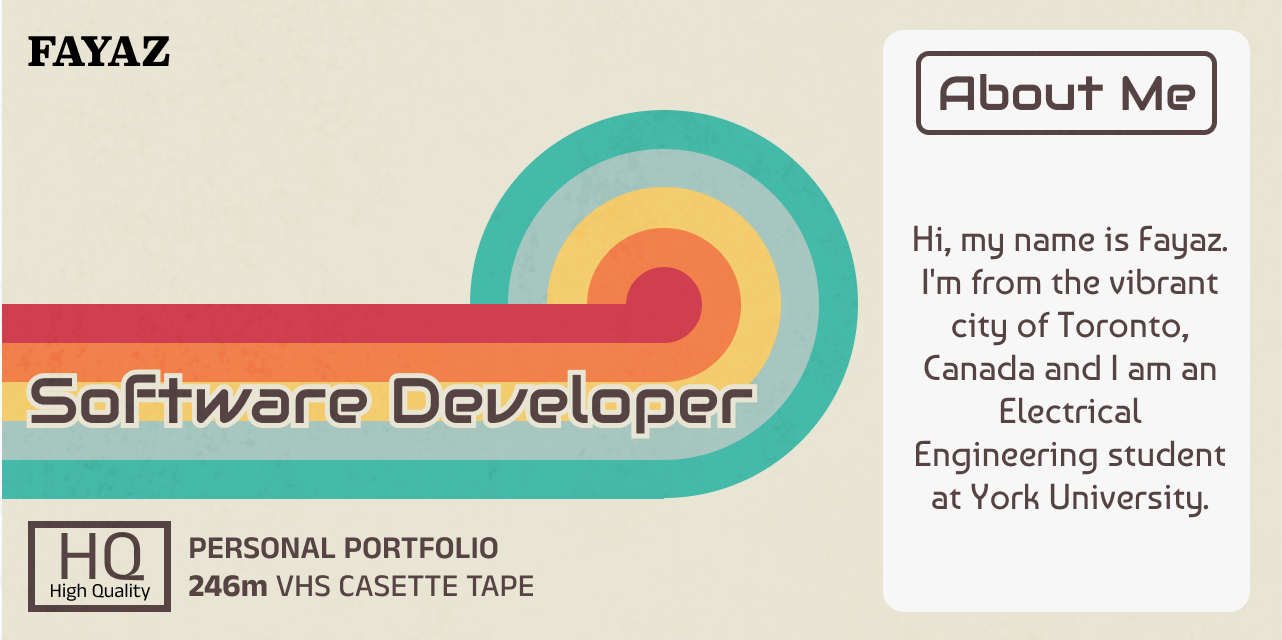 FAYAZ
Software Developer
HQ
High Quality
PERSONAL PORTFOLIO
246m VHS CASETTE TAPE
About Me
Hi, my name is Fayaz.
I'm from the vibrant
city of Toronto,
Canada and I am an
Electrical
Engineering student
at York University.